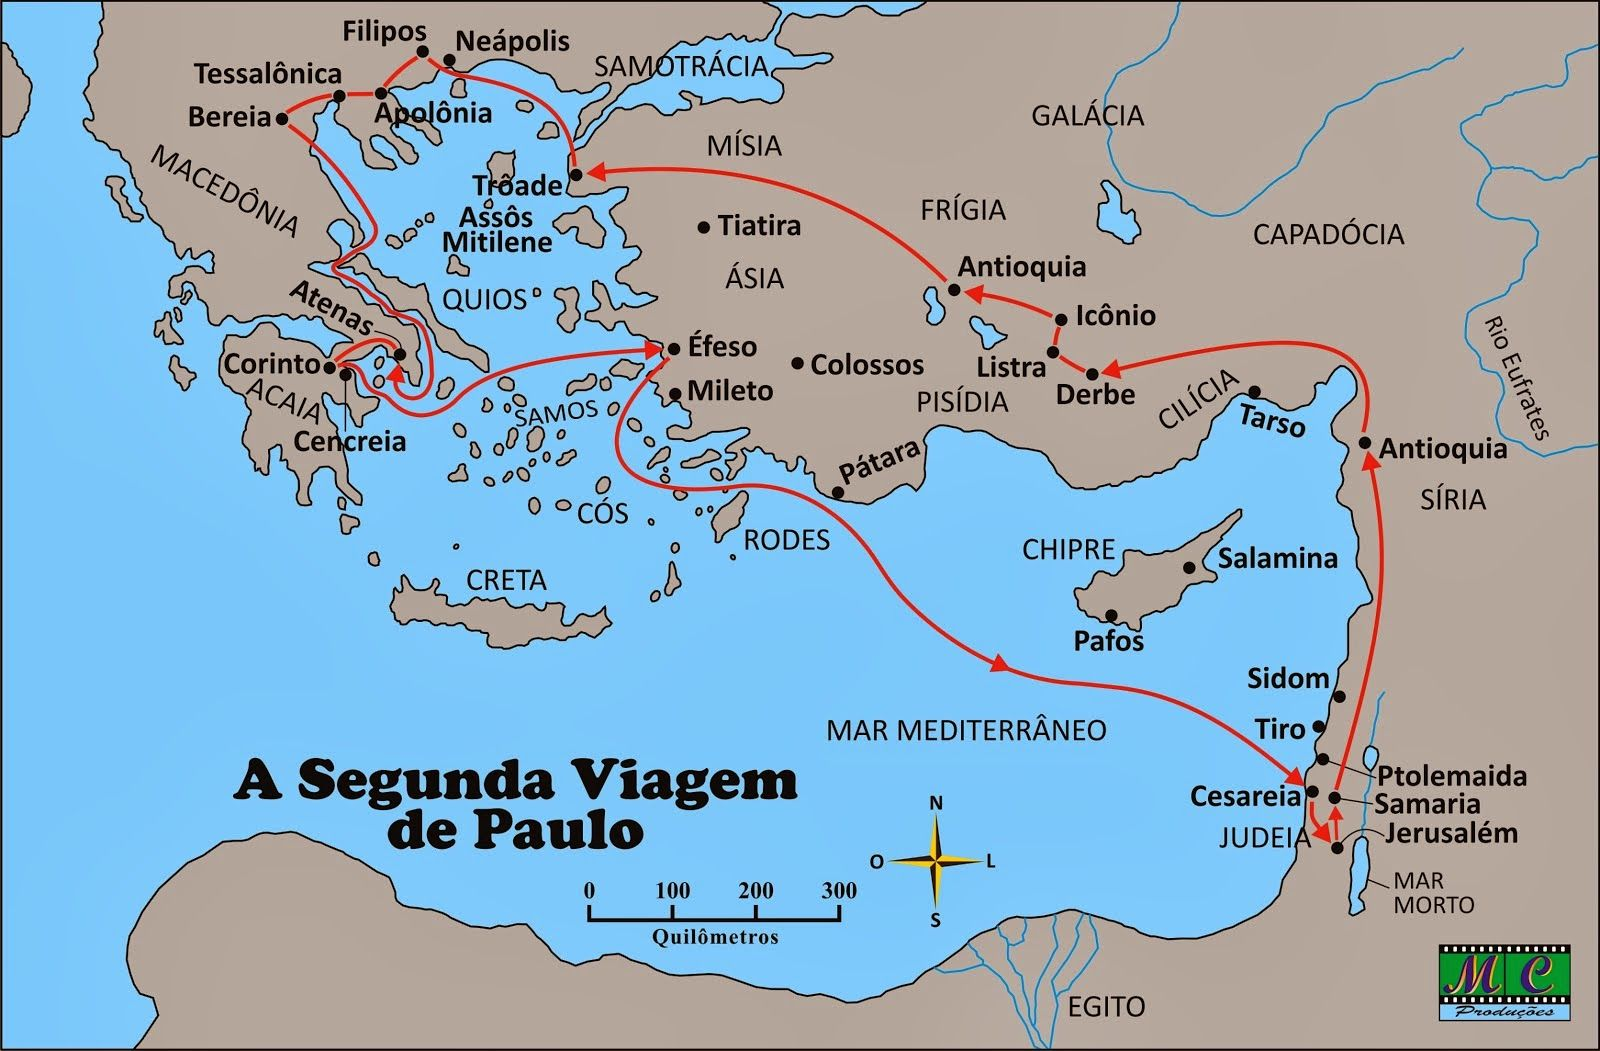 Filipos
Neápolis
SAMOTRÁCIA
Tessalônica
Apolônia
Bereia
GALÁCIA
MÍSIA
MACEDÔNIA
Trôade
Assôs
Mitilene
Tiatira
FRÍGIA
CAPADÓCIA
ÁSIA
Antioquia
QUIOS
Atenas
Icônio
Rio Eufrates
Éfeso
Corinto
Colossos
Listra
ACAIA
Mileto
PISÍDIA
Derbe
CILÍCIA
Tarso
SAMOS
Cencreia
Antioquia
Pátara
SÍRIA
CÓS
RODES
CHIPRE
Salamina
CRETA
Pafos
Sidom
MAR MEDITERRÂNEO
Tiro
Ptolemaida
Cesareia
Samaria
JUDEIA
Jerusalém
A Segunda Viagem
de Paulo
N
O
L
S
0 100 200 300
Quilômetros
MAR
MORTO
EGITO
MC
Produções